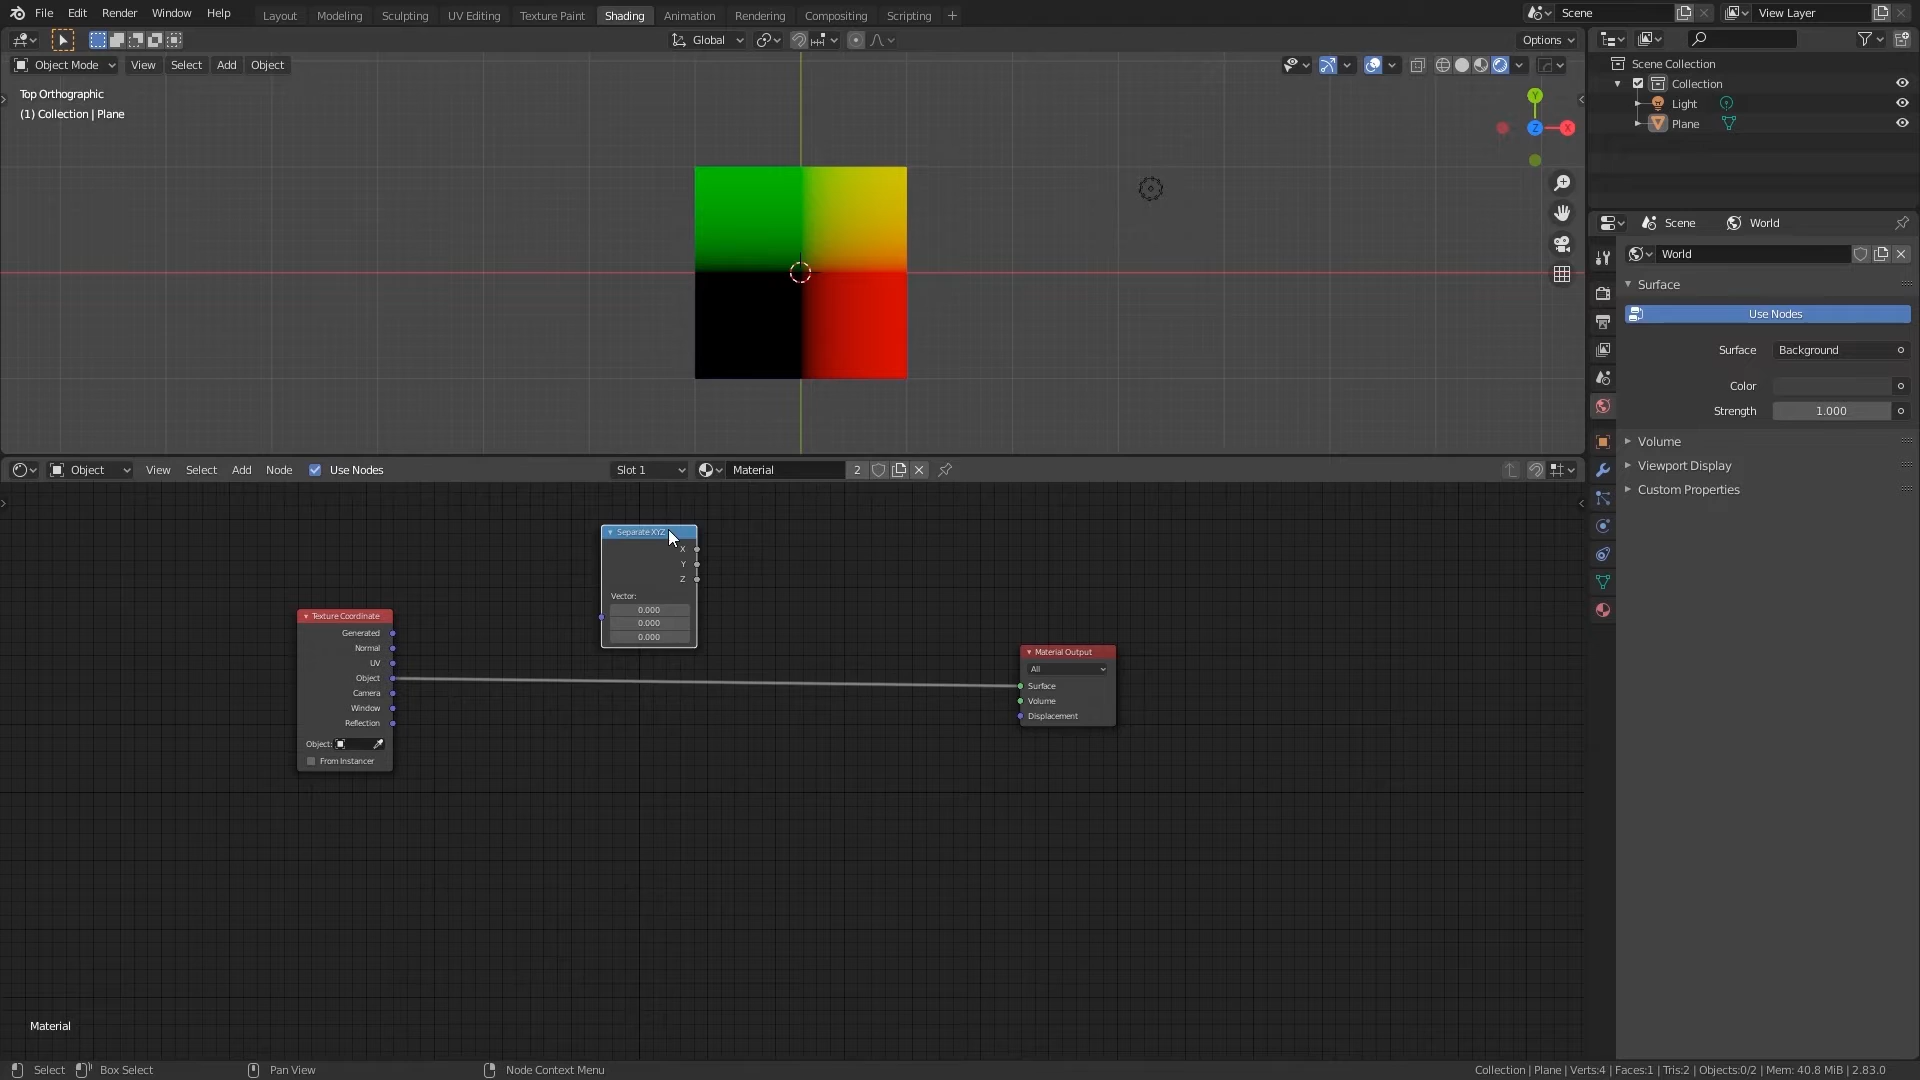 File Edit Render Window Help Layout Modeling Sculpting UV Editing Texture Paint Shading Animation Rendering Compositing Scripting + Scene View Layer
Global Options
Object Mode View Select Add Object
Top Orthographic
(1) Collection | Plane
Y
X
Z
Scene Collection
Collection
Light
Plane
Scene World
World
Surface
Use Nodes
Surface Background
Color
Strength 1.000
Volume
Viewport Display
Custom Properties
Object View Select Add Node Use Nodes Slot 1 Material 2
Separate XYZ
X
Y
Z
Vector:
0.000
0.000
0.000
Texture Coordinate
Generated
Normal
UV
Object
Camera
Window
Reflection
Object:
From Instancer
Material Output
All
Surface
Volume
Displacement
Material
Select Box Select Pan View Node Context Menu Collection | Plane | Verts:4 | Faces:1 | Tris:2 | Objects:0/2 | Mem: 40.8 MiB | 2.83.0